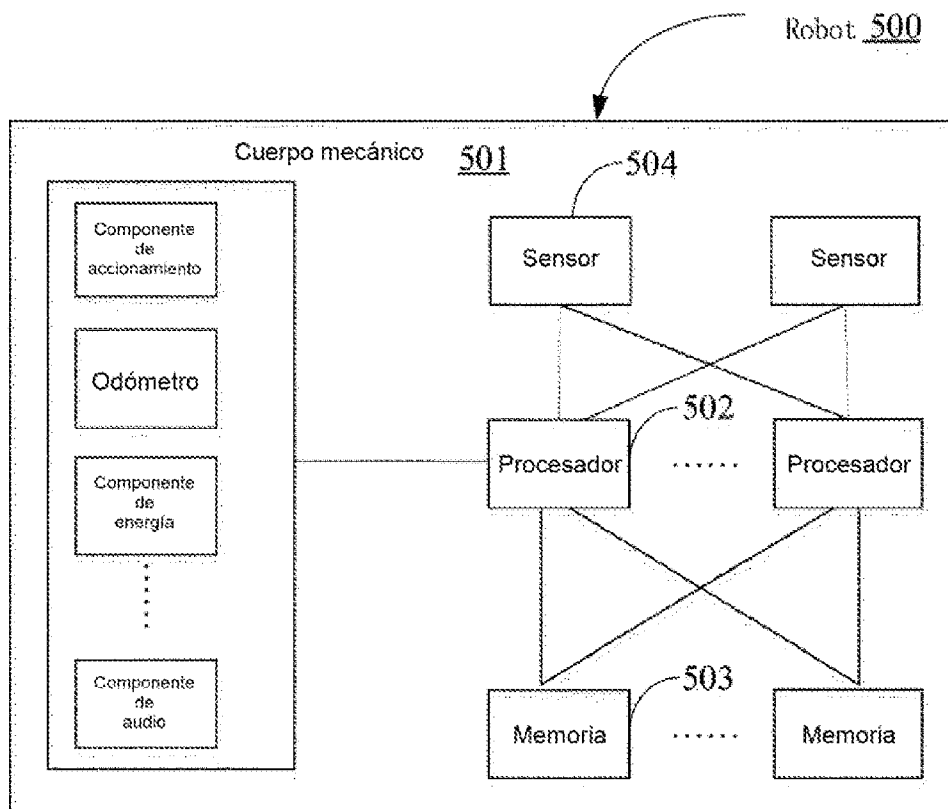 Robot 500
Cuerpo mecánico 501
504
Componente
de
accionamiento
Sensor
Sensor
Odómetro
502
Componente
de
energía
Procesador
......
Procesador
503
Componente
de
audio
Memoria
......
Memoria